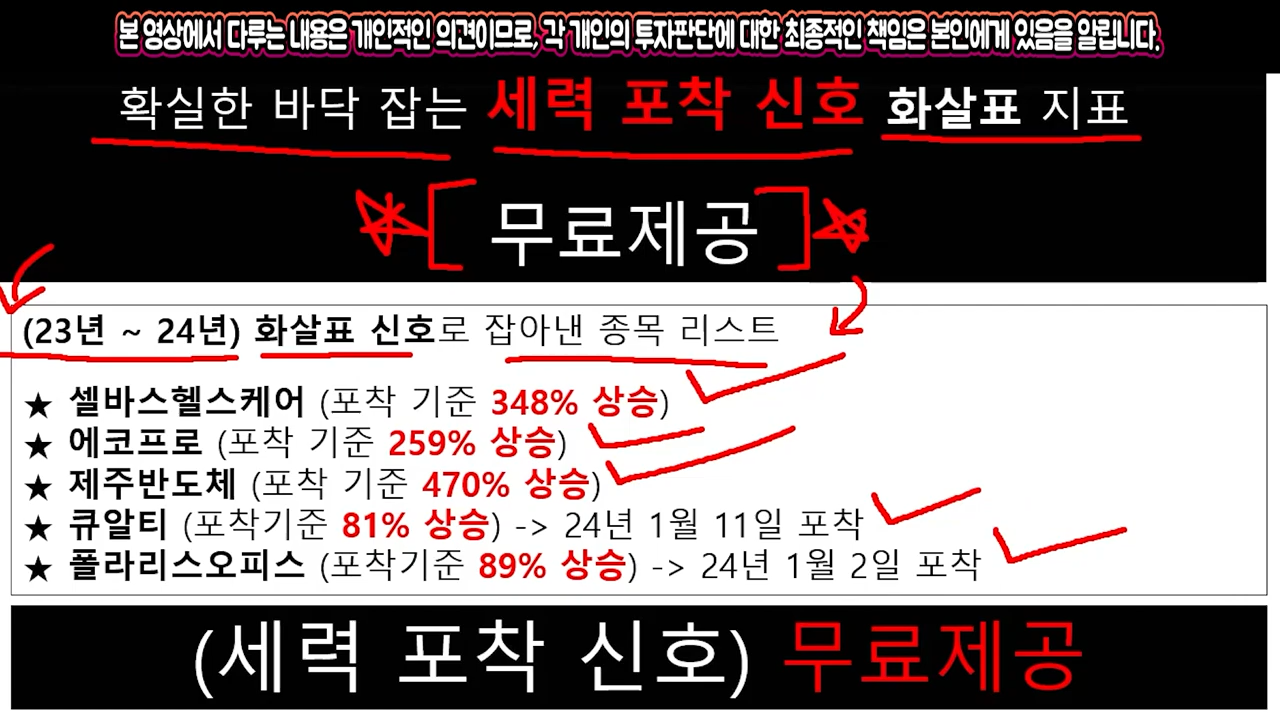 본 영상에서 다루는 내용은 개인적인 의견이므로, 각 개인의 투자판단에 대한 최종적인 책임은 본인에게 있음을 알립니다.
확실한 바닥 잡는 세력 포착 신호 화살표 지표
[무료제공]
(23년 ~ 24년) 화살표 신호로 잡아낸 종목 리스트
★ 셀바스헬스케어 (포착 기준 348% 상승)
★ 에코프로 (포착 기준 259% 상승)
★ 제주반도체 (포착 기준 470% 상승)
★ 큐알티 (포착기준 81% 상승) -> 24년 1월 11일 포착
★ 폴라리스오피스 (포착기준 89% 상승) -> 24년 1월 2일 포착
(세력 포착 신호) 무료제공